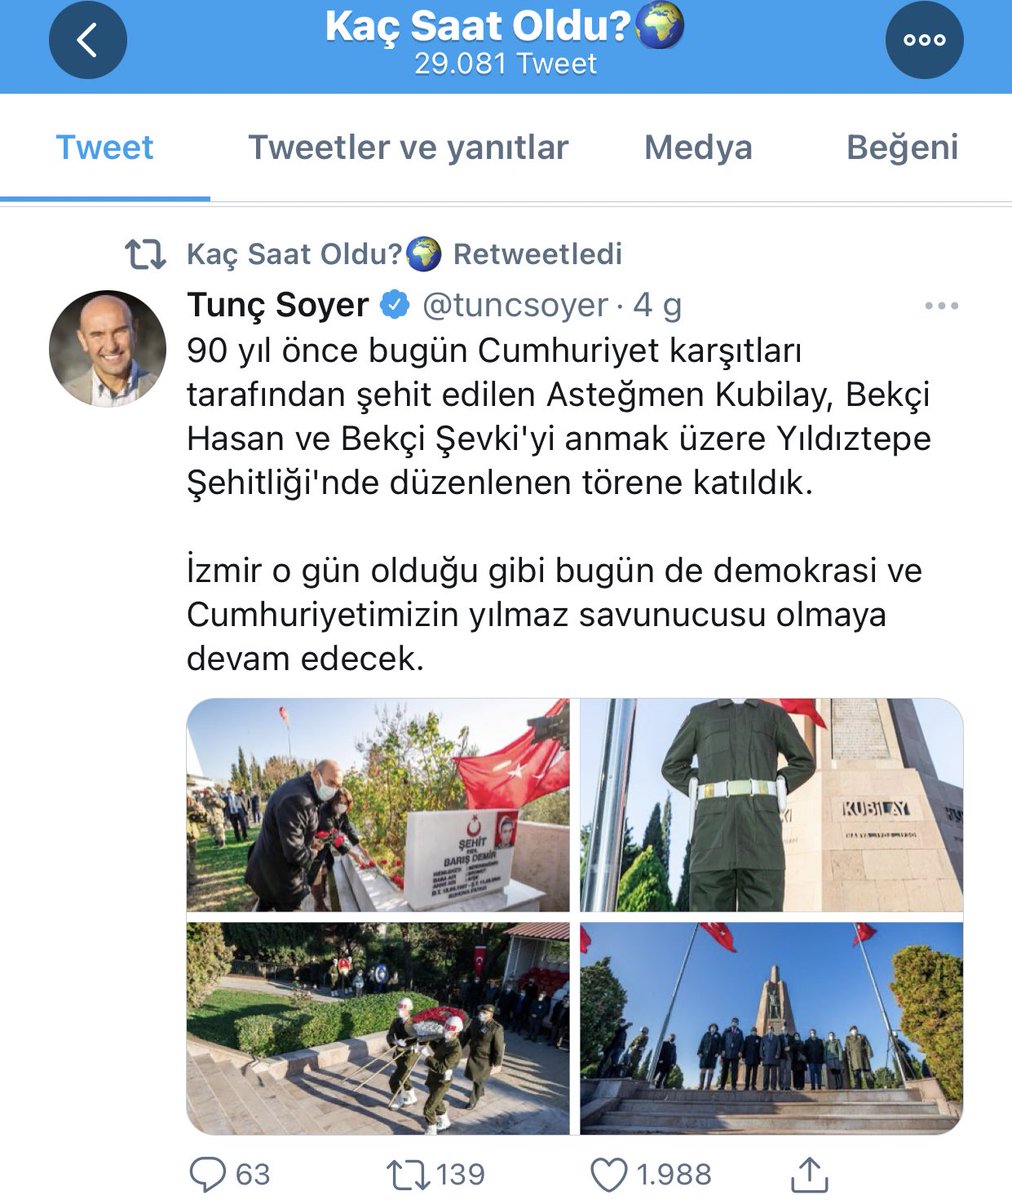 Kaç Saat Oldu?🌍
29.081 Tweet
Tweet
Tweetler ve yanıtlar
Medya
Beğeni
Kaç Saat Oldu?🌍 Retweetledi
Tunç Soyer @tuncsoyer · 4 g
90 yıl önce bugün Cumhuriyet karşıtları
tarafından şehit edilen Asteğmen Kubilay, Bekçi
Hasan ve Bekçi Şevki'yi anmak üzere Yıldıztepe
Şehitliği'nde düzenlenen törene katıldık.
İzmir o gün olduğu gibi bugün de demokrasi ve
Cumhuriyetimizin yılmaz savunucusu olmaya
devam edecek.
ŞEHİT
BARIŞ DEMİR
KUBİLAY
63
139
1.988